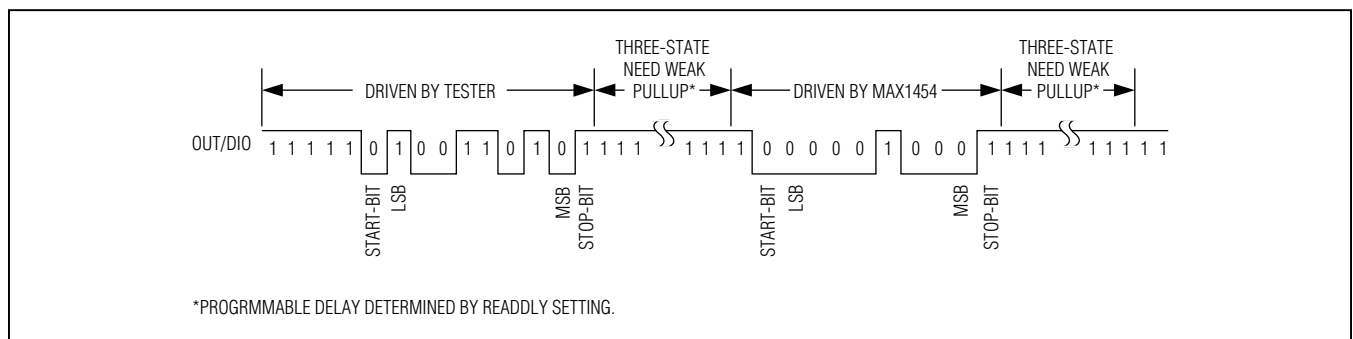 THREE-STATE
NEED WEAK
PULLUP*
THREE-STATE
NEED WEAK
PULLUP*
DRIVEN BY TESTER
DRIVEN BY MAX1454
OUT/DIO
1 1 1 1 1 0 1 0 0 1 1 0 1 0 1 1 1 1 1 1 1 1 0 0 0 0 0 1 0 0 0 1 1 1 1 1 1 1 1 1
START-BIT
LSB
MSB
STOP-BIT
START-BIT
LSB
MSB
STOP-BIT
*PROGRMMABLE DELAY DETERMINED BY READDLY SETTING.